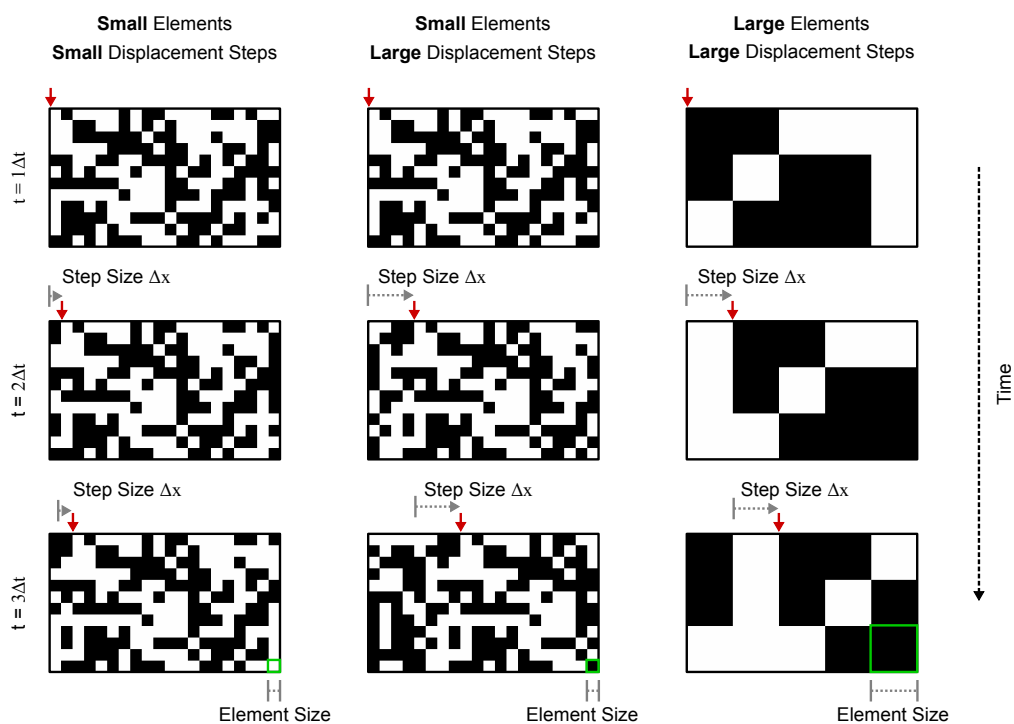 Small Elements
Small Displacement Steps
Small Elements
Large Displacement Steps
Large Elements
Large Displacement Steps
t = 1Δt
Step Size Δx
Step Size Δx
Step Size Δx
t = 2Δt
Time
Step Size Δx
Step Size Δx
Step Size Δx
t = 3Δt
Element Size
Element Size
Element Size